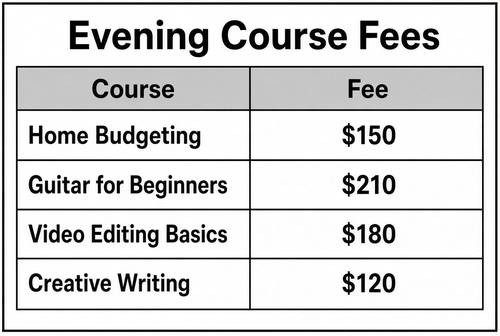 Evening Course Fees
Course Fee
Home Budgeting $150
Guitar for Beginners $210
Video Editing Basics $180
Creative Writing $120